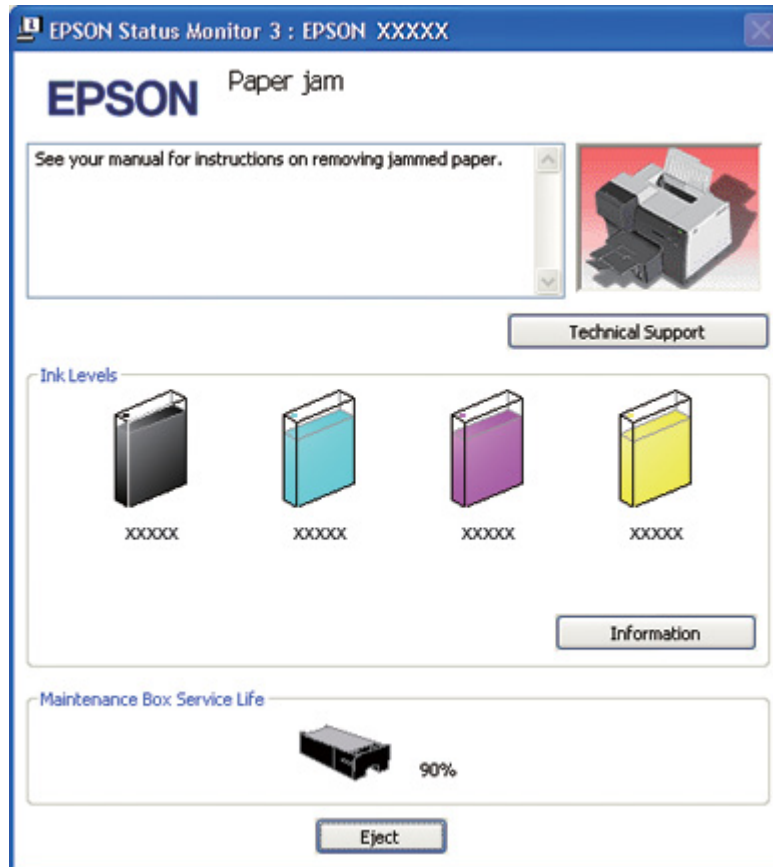 EPSON Status Monitor 3 : EPSON XXXXX
EPSON
Paper jam
See your manual for instructions on removing jammed paper.
Technical Support
Ink Levels
XXXXX XXXXX XXXXX XXXXX
Information
Maintenance Box Service Life
90%
Eject